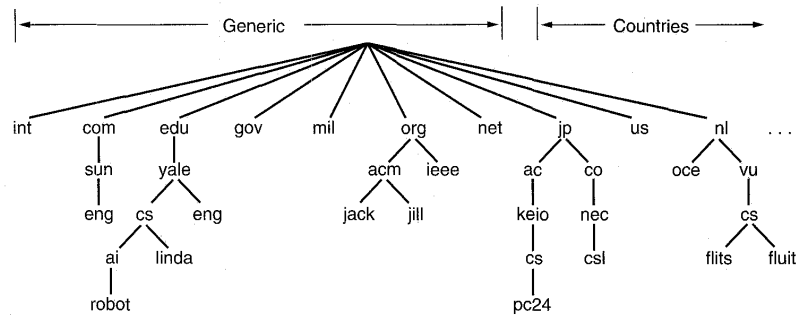 Generic Countries
int com edu gov mil org net jp us nl ...
sun yale acm ieee ac co oce vu
eng cs eng jack jill keio nec cs
ai linda cs csl flits fluit
robot pc24